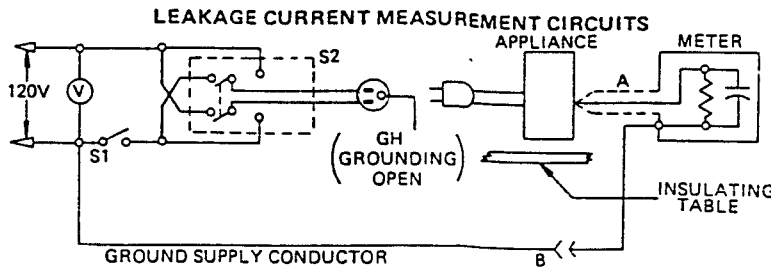 LEAKAGE CURRENT MEASUREMENT CIRCUITS
S2
APPLIANCE
METER
120V
V
A
S1
GH
(GROUNDING
OPEN)
INSULATING
TABLE
GROUND SUPPLY CONDUCTOR
B